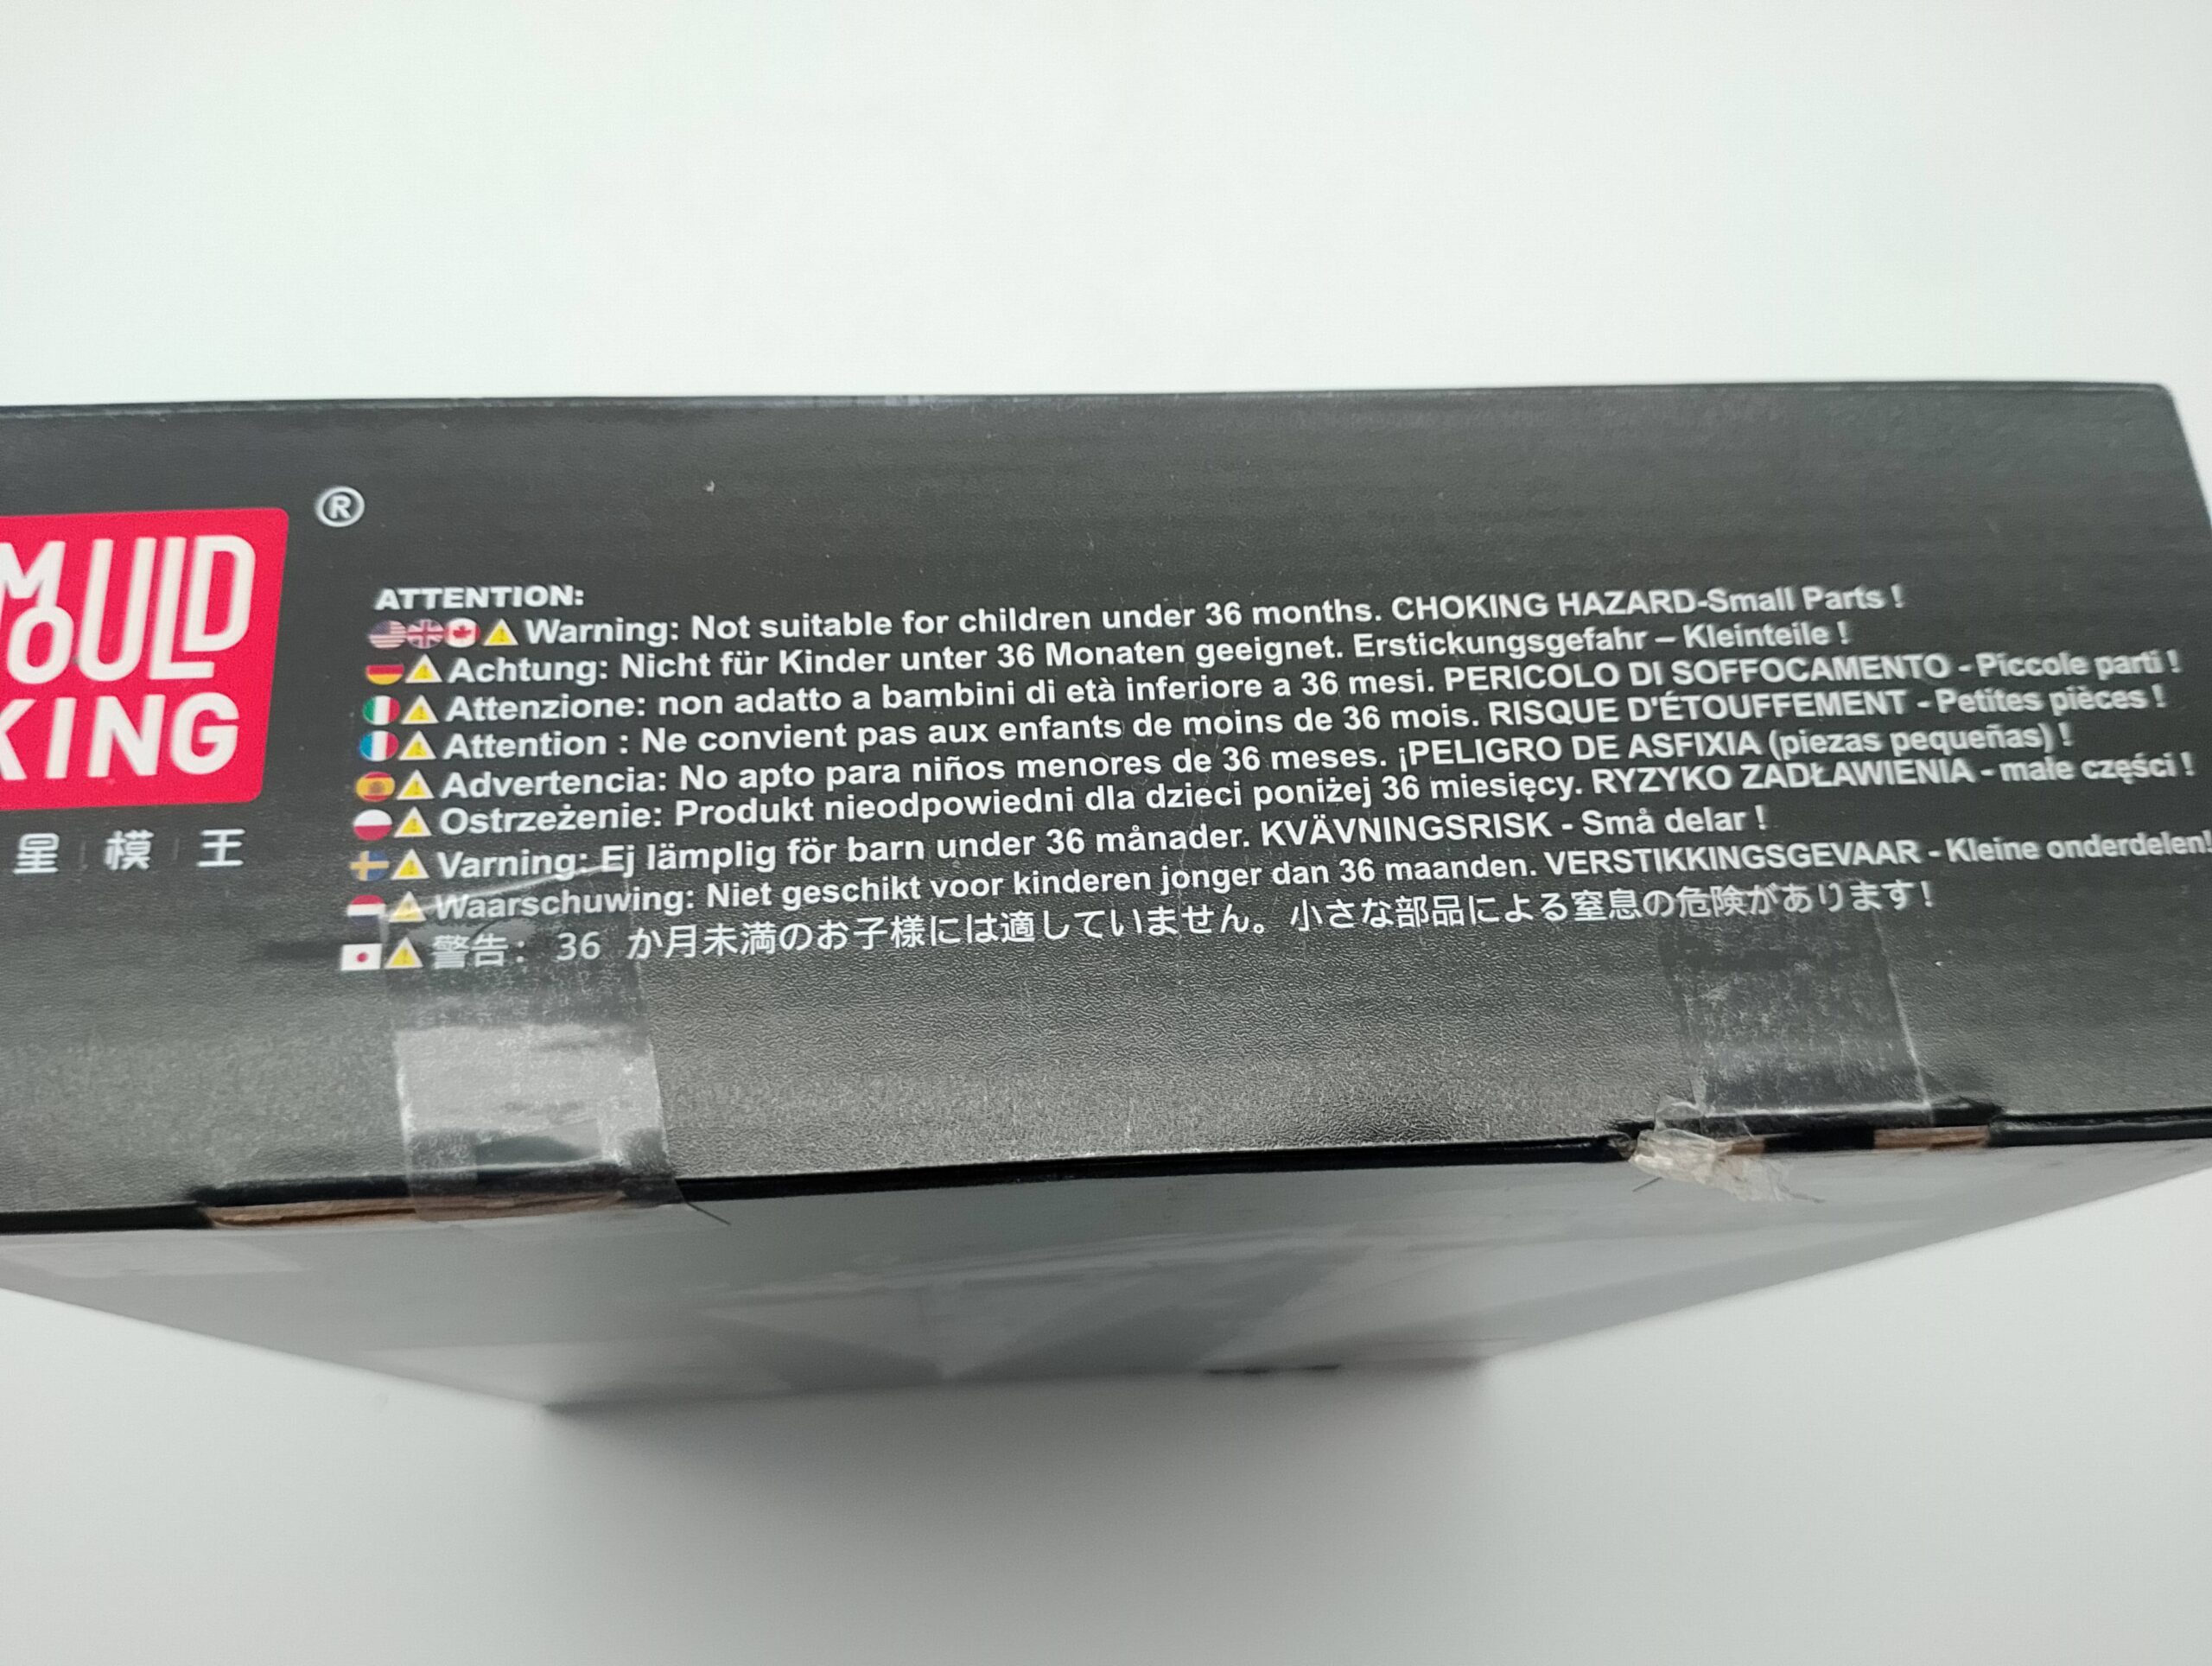 ®
MOULD
KING
星 模 王
ATTENTION:
Warning: Not suitable for children under 36 months. CHOKING HAZARD-Small Parts !
Achtung: Nicht für Kinder unter 36 Monaten geeignet. Erstickungsgefahr – Kleinteile !
Attenzione: non adatto a bambini di età inferiore a 36 mesi. PERICOLO DI SOFFOCAMENTO - Piccole parti !
Attention : Ne convient pas aux enfants de moins de 36 mois. RISQUE D'ÉTOUFFEMENT - Petites pièces !
Advertencia: No apto para niños menores de 36 meses. ¡PELIGRO DE ASFIXIA (piezas pequeñas) !
Ostrzeżenie: Produkt nieodpowiedni dla dzieci poniżej 36 miesięcy. RYZYKO ZADŁAWIENIA - małe części !
Varning: Ej lämplig för barn under 36 månader. KVÄVNINGSRISK - Små delar !
Waarschuwing: Niet geschikt voor kinderen jonger dan 36 maanden. VERSTIKKINGSGEVAAR - Kleine onderdelen!
警告: 36 か月未満のお子様には適していません。小さな部品による窒息の危険があります!